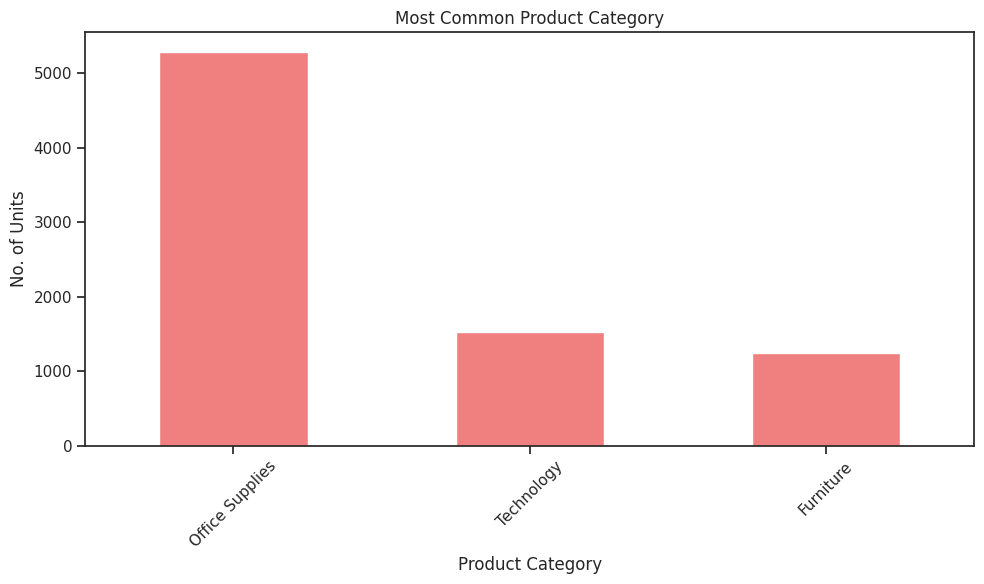 Most Common Product Category
No. of Units
5000
4000
3000
2000
1000
0
Office Supplies
Technology
Furniture
Product Category